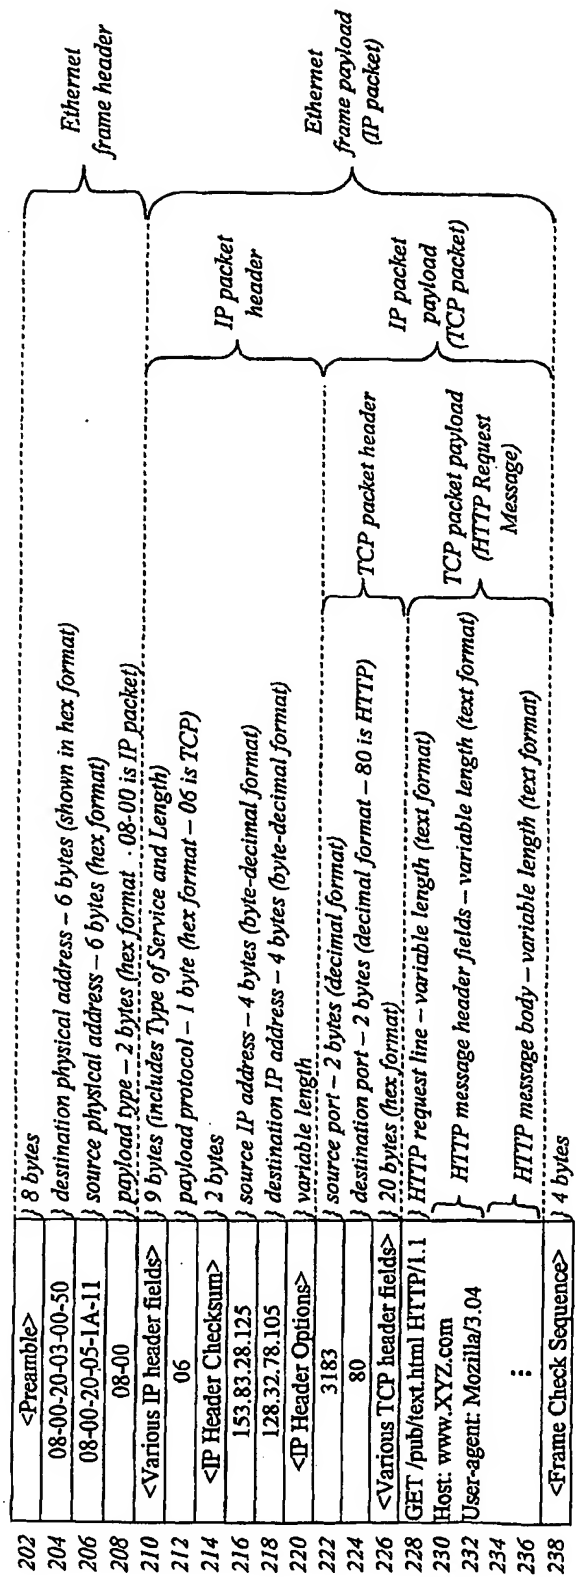 202 <Preamble> } 8 bytes
204 08-00-20-03-00-50 } destination physical address – 6 bytes (shown in hex format)
206 08-00-20-05-1A-11 } source physical address – 6 bytes (hex format)
208 08-00 } payload type – 2 bytes (hex format - 08-00 is IP packet)
210 <Various IP header fields> } 9 bytes (includes Type of Service and Length)
212 06 } payload protocol – 1 byte (hex format – 06 is TCP)
214 <IP Header Checksum> } 2 bytes
216 153.83.28.125 } source IP address – 4 bytes (byte-decimal format)
218 128.32.78.105 } destination IP address – 4 bytes (byte-decimal format)
220 <IP Header Options> } variable length
222 3183 } source port – 2 bytes (decimal format)
224 80 } destination port – 2 bytes (decimal format – 80 is HTTP)
226 <Various TCP header fields> } 20 bytes (hex format)
228 GET /pub/text.html HTTP/1.1 } HTTP request line – variable length (text format)
230 Host: www.XYZ.com
232 User-agent: Mozilla/3.04
HTTP message header fields – variable length (text format)
234
236 ⋮
HTTP message body – variable length (text format)
238 <Frame Check Sequence> } 4 bytes
TCP packet header
TCP packet payload
(HTTP Request
Message)
IP packet
header
IP packet
payload
(TCP packet)
Ethernet
frame header
Ethernet
frame payload
(IP packet)